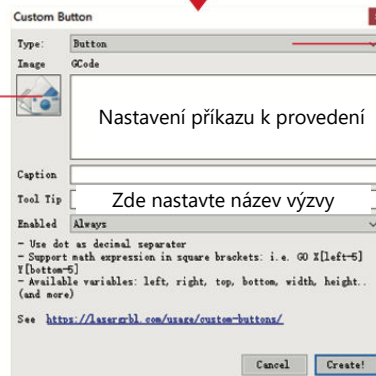 Custom Button
Type: Button
Image GCode
Nastavení příkazu k provedení
Caption
Tool Tip Zde nastavte název výzvy
Enabled Always
- Use dot as decimal separator
- Support math expression in square brackets: i.e. G0 X[left-5]
Y[bottom-5]
- Available variables: left, right, top, bottom, width, height..
(and more)
See https://lasergrbl.com/usage/custom-buttons/
Cancel Create!